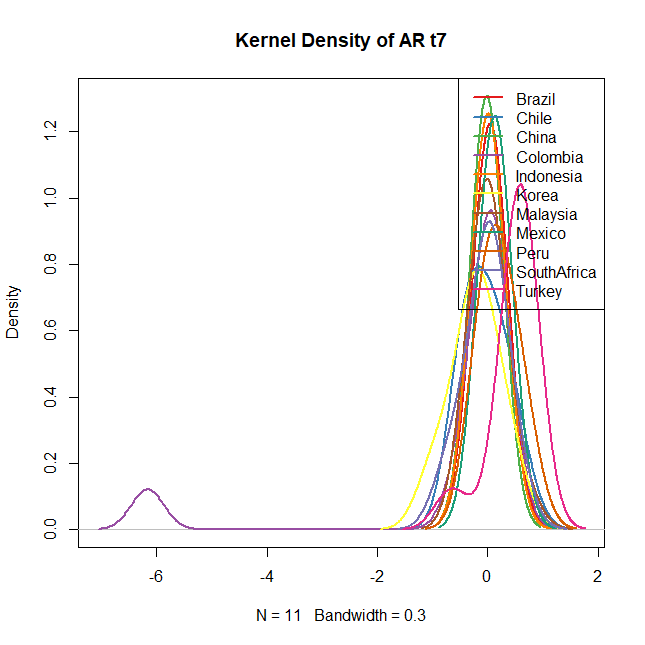 Kernel Density of AR t7
Density
0.0
0.2
0.4
0.6
0.8
1.0
1.2
Brazil
Chile
China
Colombia
Indonesia
Korea
Malaysia
Mexico
Peru
SouthAfrica
Turkey
-6
-4
-2
0
2
N = 11 Bandwidth = 0.3